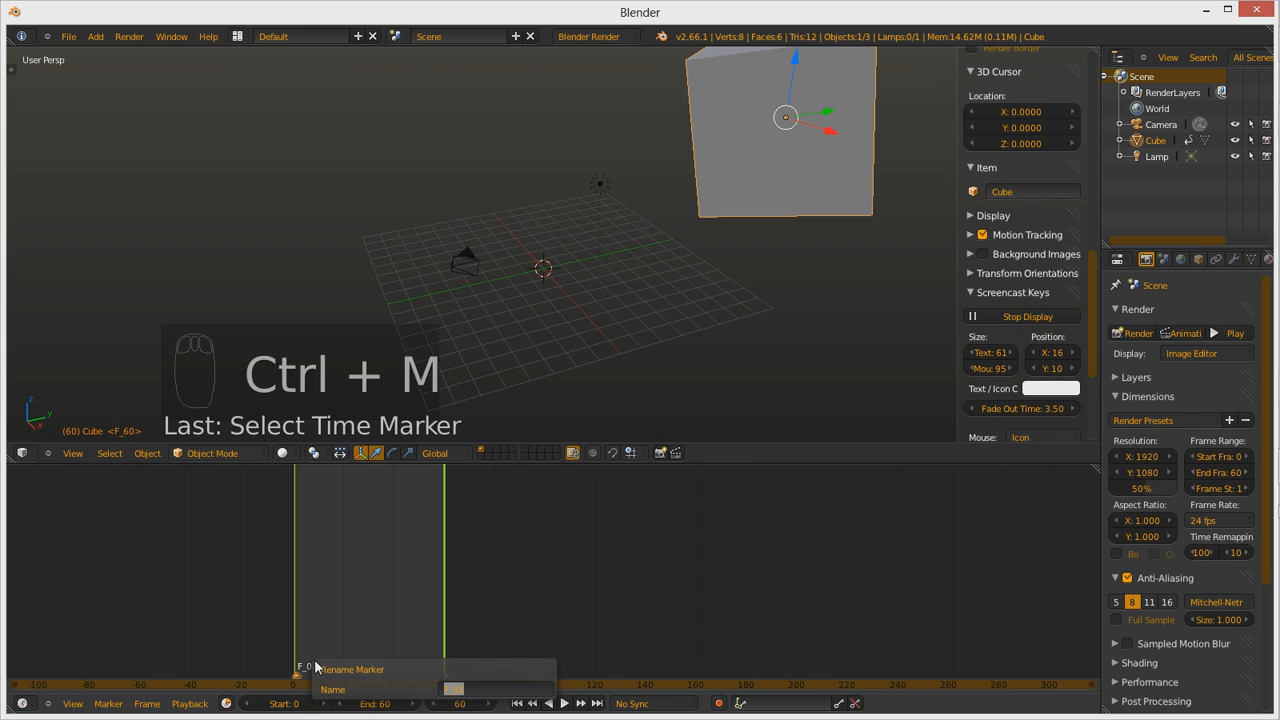 Blender
File Add Render Window Help Default Scene Blender Render v2.66.1 | Verts:8 | Faces:6 | Tris:12 | Objects:1/3 | Lamps:0/1 | Mem:14.62M (0.11M) | Cube
User Persp
View Search All Scenes
Scene
RenderLayers
World
Camera
Cube
Lamp
Render Border
3D Cursor
Location:
X: 0.0000
Y: 0.0000
Z: 0.0000
Item
Cube
Display
Motion Tracking
Background Images
Transform Orientations
Screencast Keys
Stop Display
Size: Position:
Text: 61 X: 16
Mou: 95 Y: 10
Text / Icon C
Fade Out Time: 3.50
Mouse: Icon
Ctrl + M
Last: Select Time Marker
z
y
x
(60) Cube <F_60>
View Select Object Object Mode Global
Scene
Render
Render Animati Play
Display: Image Editor
Layers
Dimensions
Render Presets
Resolution: Frame Range:
X: 1920 Start Fra: 0
Y: 1080 End Fra: 60
50% Frame St: 1
Aspect Ratio: Frame Rate:
X: 1.000 24 fps
Y: 1.000 Time Remappin
Bo Cr 100 10
Anti-Aliasing
5 8 11 16 Mitchell-Netr
Full Sample Size: 1.000
Sampled Motion Blur
Shading
Performance
Post Processing
F_0
Rename Marker
Name
-100 -80 -60 -40 -20 0 120 140 160 180 200 220 240 260 280 300
View Marker Frame Playback Start: 0 End: 60 60 No Sync